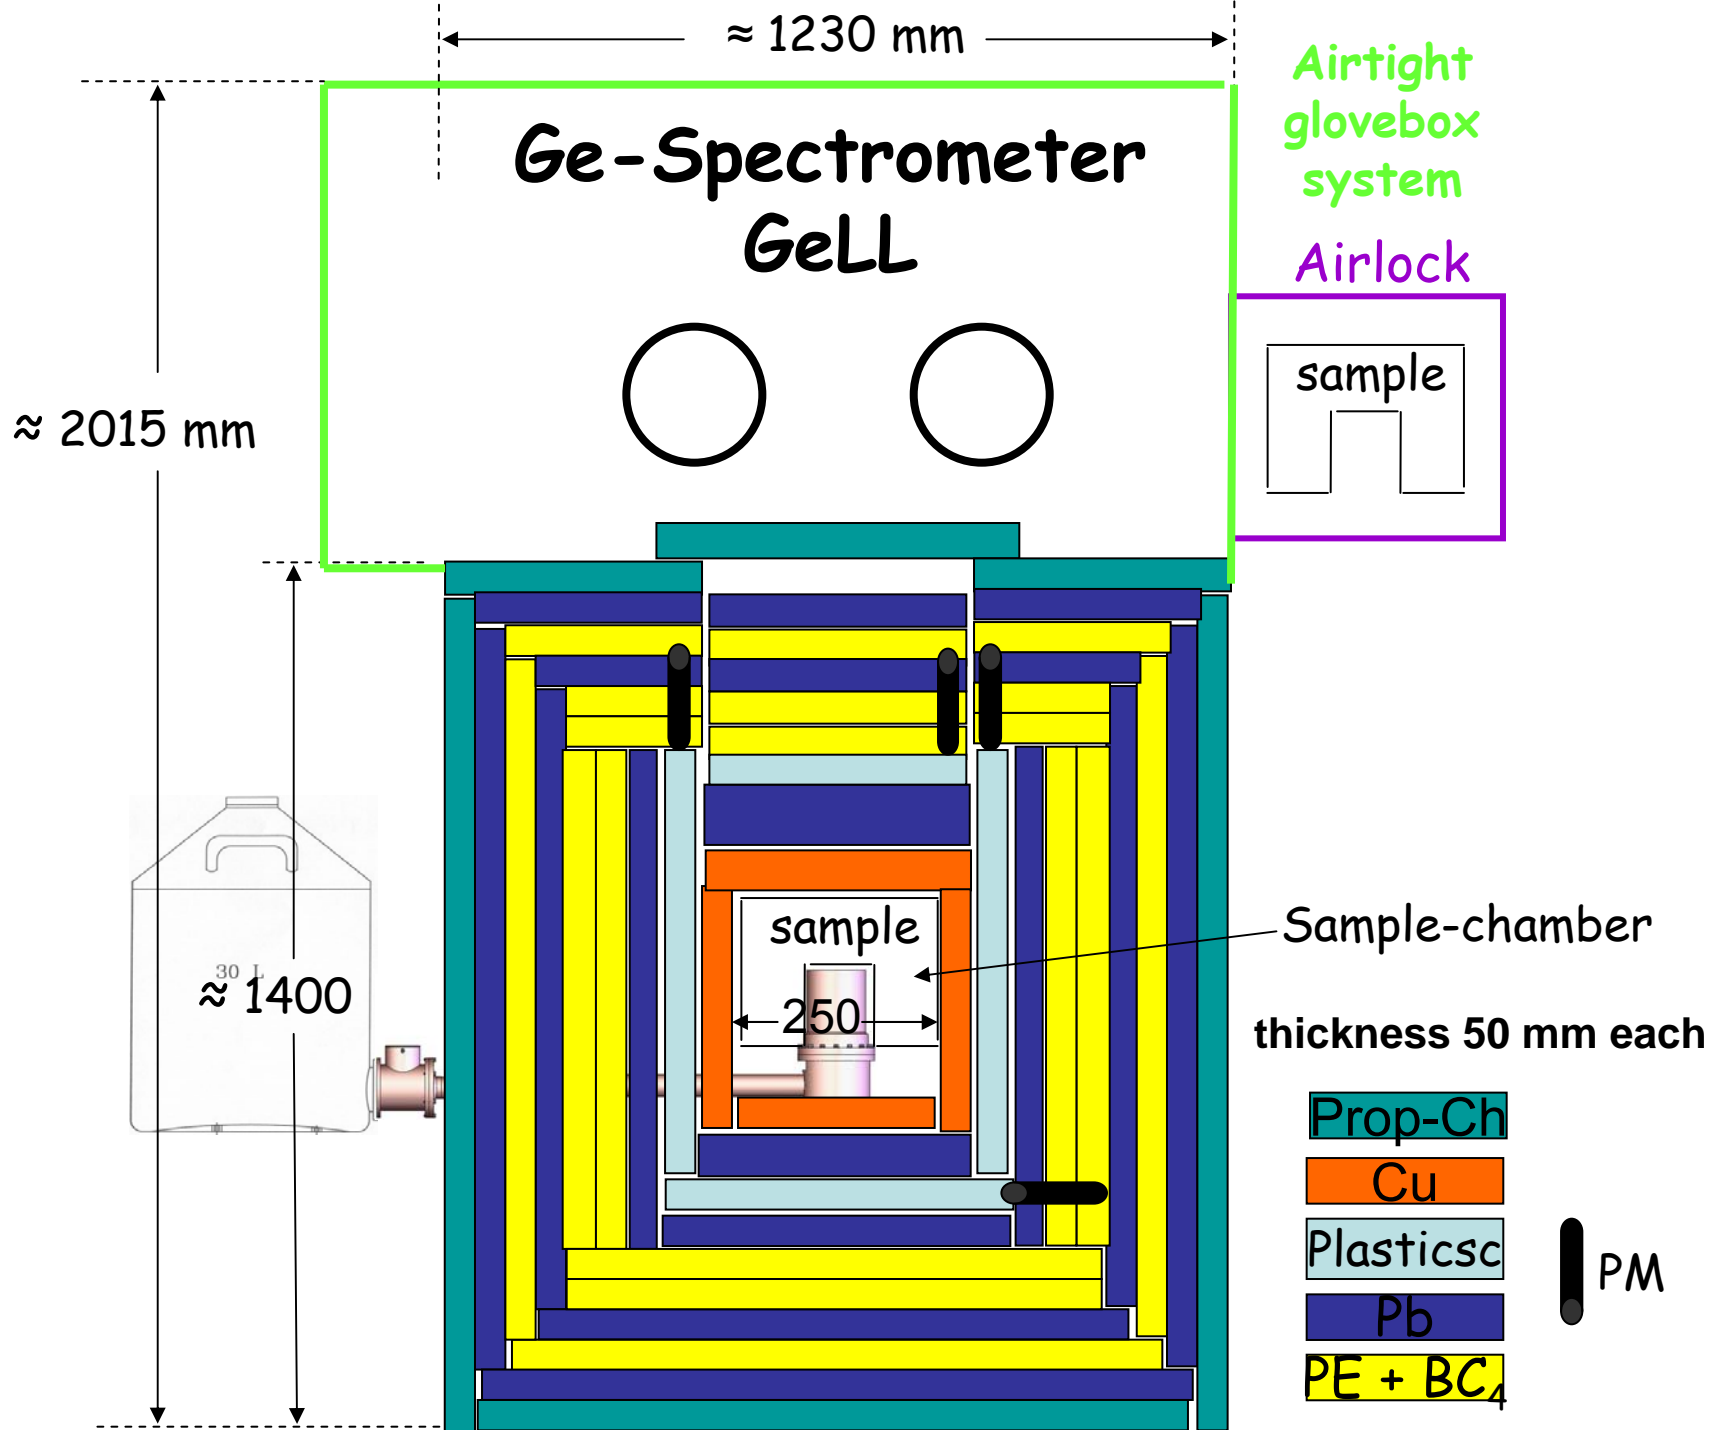 ≈ 1230 mm
Airtight
glovebox
system
Ge-Spectrometer
GeLL
Airlock
sample
≈ 2015 mm
sample
Sample-chamber
30 L
≈ 1400
250
thickness 50 mm each
Prop-Ch
Cu
Plasticsc
PM
Pb
PE + BC₄